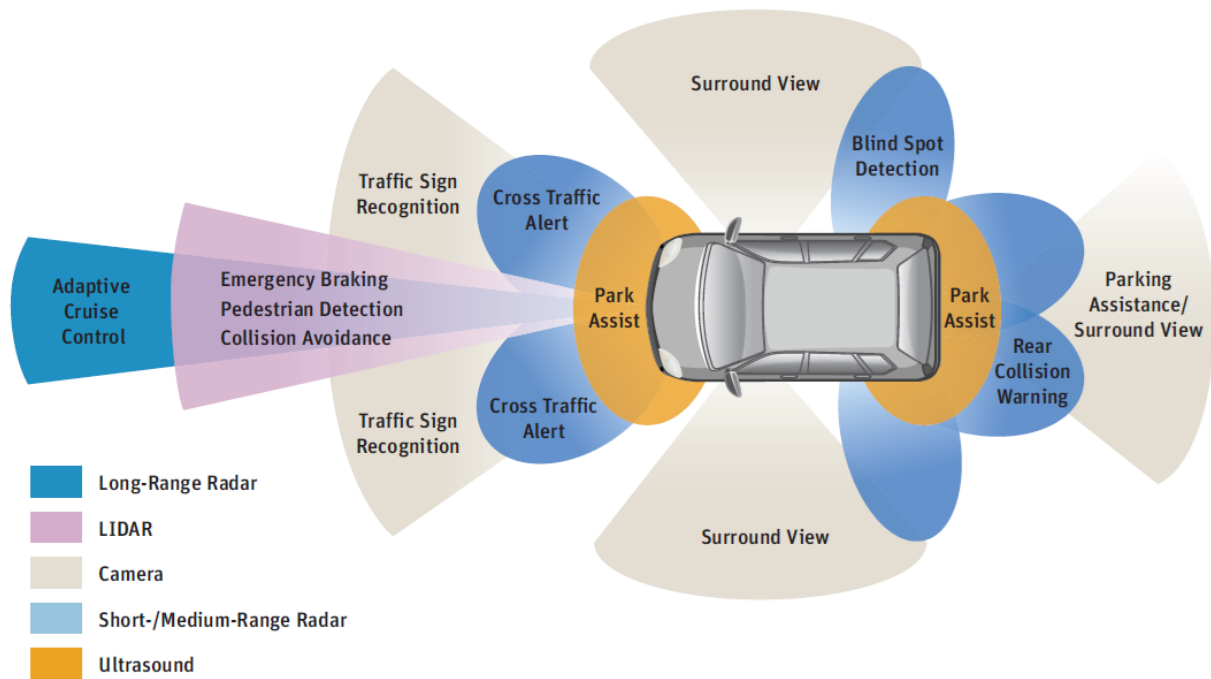 Surround View
Blind Spot
Detection
Traffic Sign
Recognition
Cross Traffic
Alert
Adaptive
Cruise
Control
Emergency Braking
Pedestrian Detection
Collision Avoidance
Park
Assist
Park
Assist
Parking
Assistance/
Surround View
Rear
Collision
Warning
Cross Traffic
Alert
Traffic Sign
Recognition
Surround View
Long-Range Radar
LIDAR
Camera
Short-/Medium-Range Radar
Ultrasound